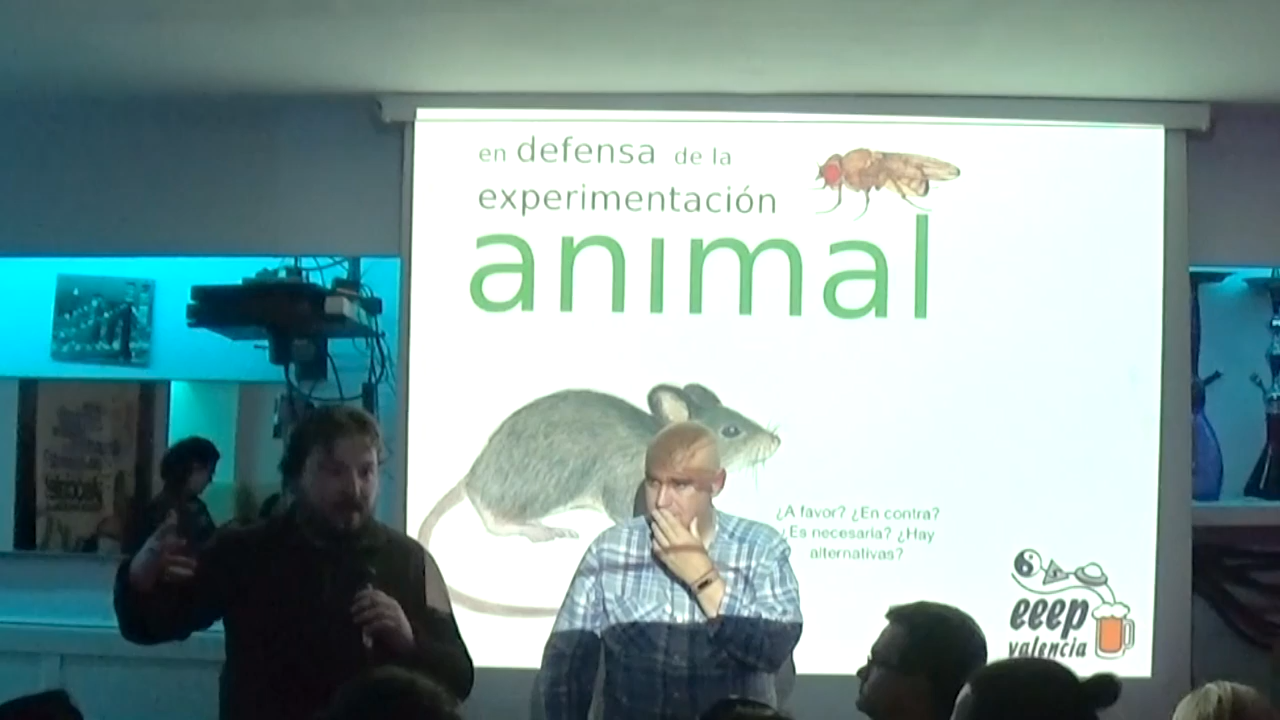 en defensa de la
experimentación
animal
¿A favor? ¿En contra?
¿Es necesaria? ¿Hay
alternativas?
eeep
valencia